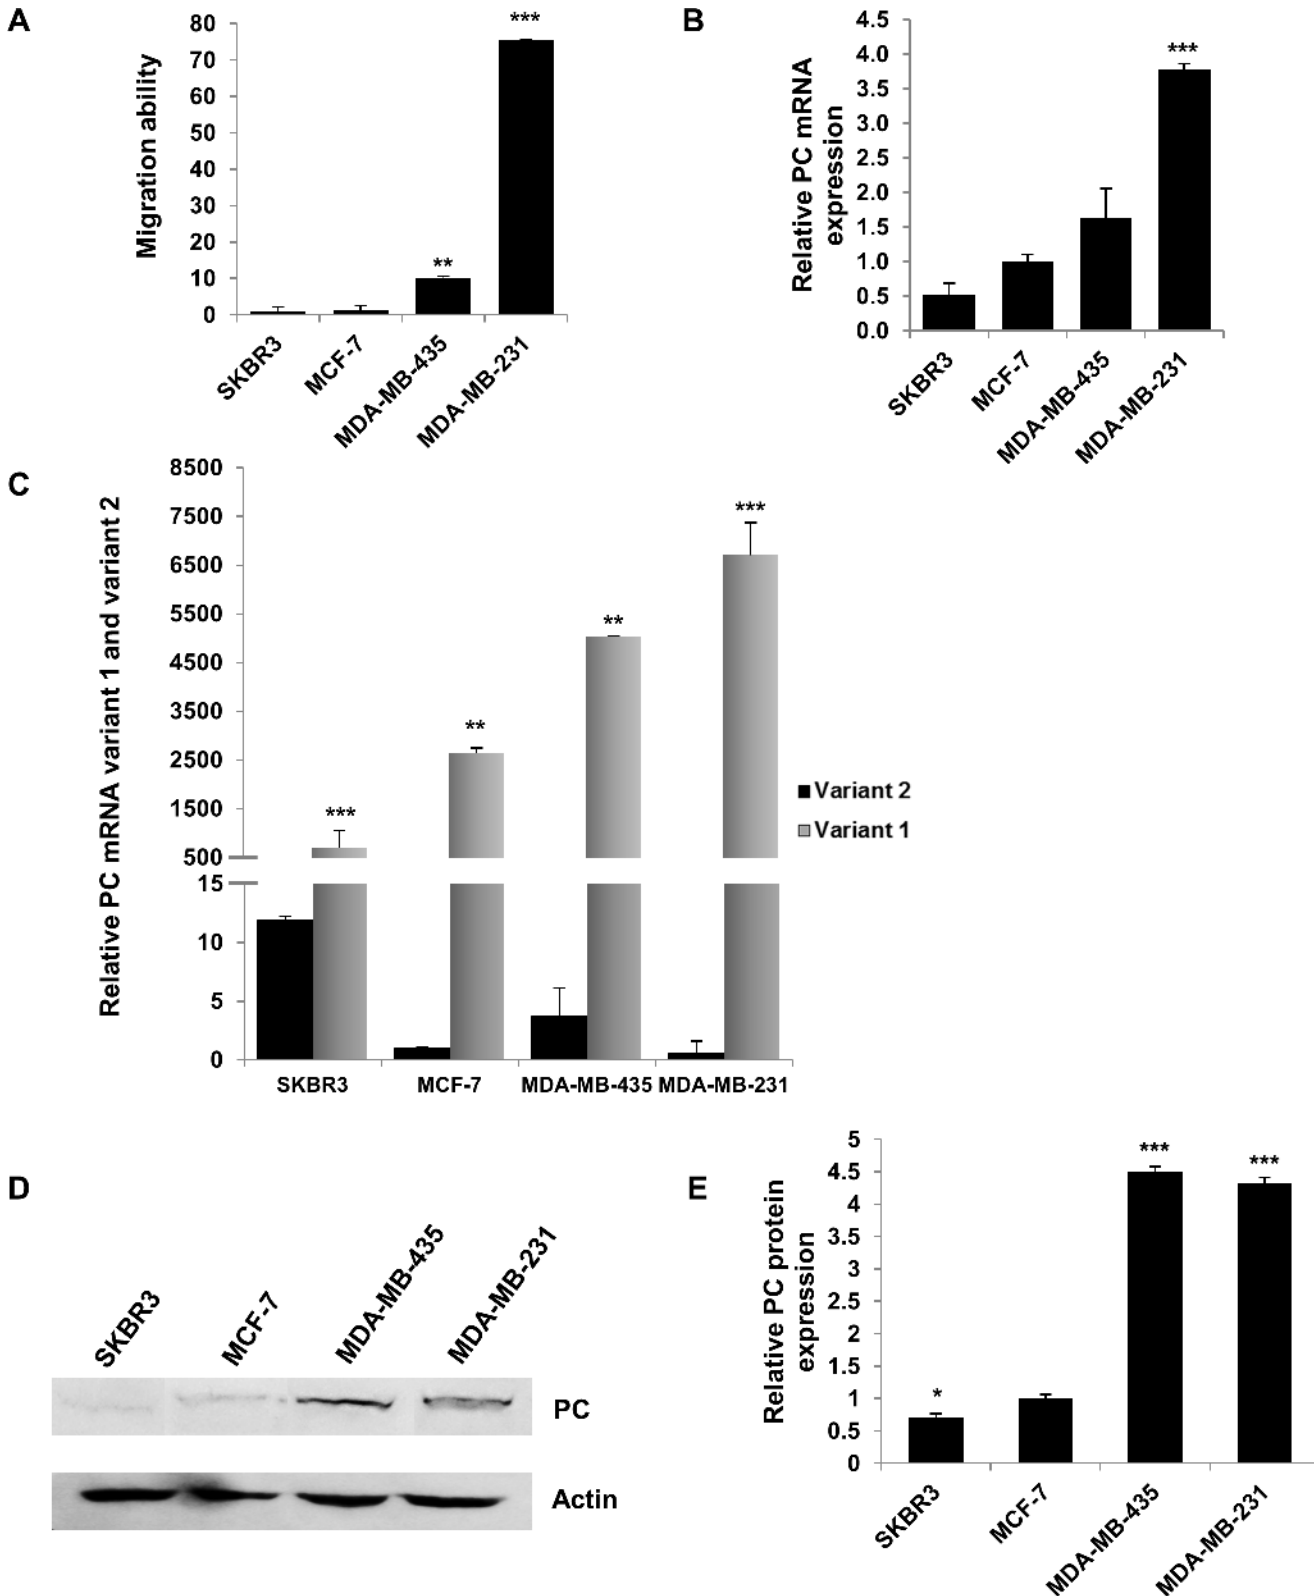 A
Migration ability
80
70
60
50
40
30
20
10
0
***
**
SKBR3
MCF-7
MDA-MB-435
MDA-MB-231
B
Relative PC mRNA
expression
4.5
4.0
3.5
3.0
2.5
2.0
1.5
1.0
0.5
0.0
***
SKBR3
MCF-7
MDA-MB-435
MDA-MB-231
C
Relative PC mRNA variant 1 and variant 2
8500
7500
6500
5500
4500
3500
2500
1500
500
15
10
5
0
***
**
**
***
SKBR3
MCF-7
MDA-MB-435
MDA-MB-231
Variant 2
Variant 1
D
SKBR3
MCF-7
MDA-MB-435
MDA-MB-231
PC
Actin
E
Relative PC protein
expression
5
4.5
4
3.5
3
2.5
2
1.5
1
0.5
0
*
***
***
SKBR3
MCF-7
MDA-MB-435
MDA-MB-231